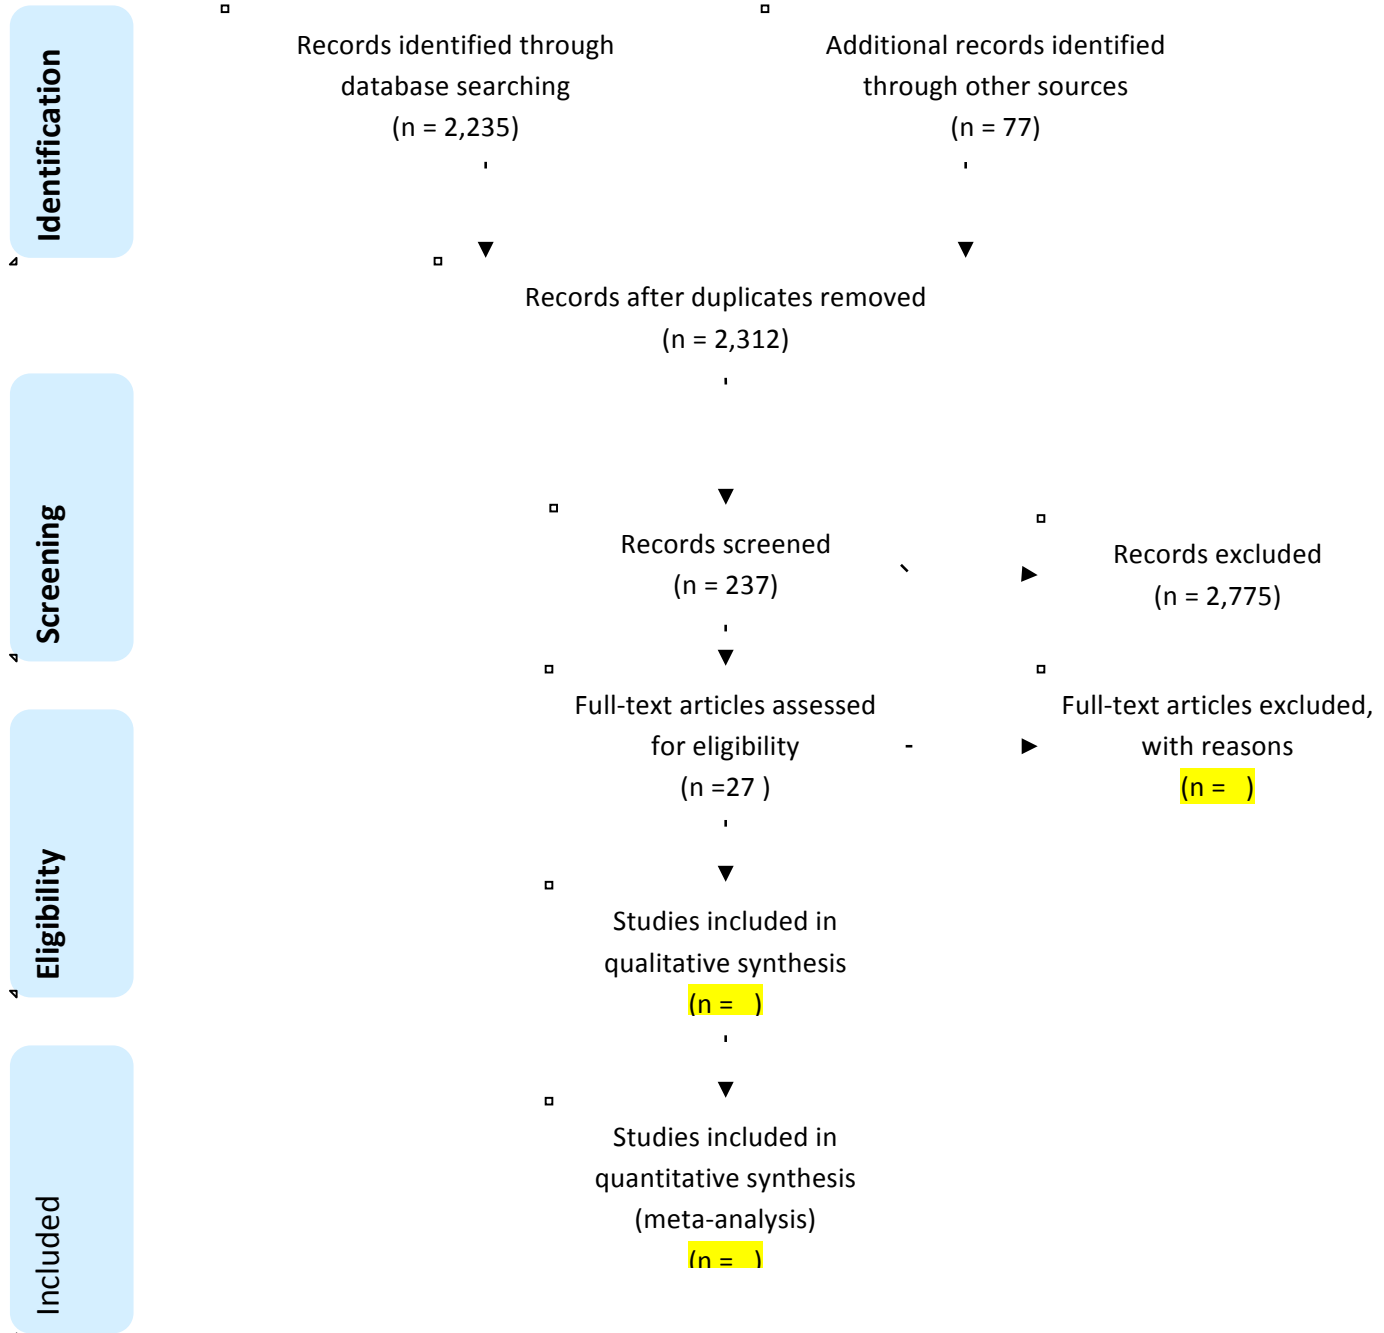 Identification
Records identified through
database searching
(n = 2,235)
Additional records identified
through other sources
(n = 77)
Records after duplicates removed
(n = 2,312)
Screening
Records screened
(n = 237)
Records excluded
(n = 2,775)
Eligibility
Full-text articles assessed
for eligibility
(n =27 )
Full-text articles excluded,
with reasons
(n =   )
Studies included in
qualitative synthesis
(n =   )
Included
Studies included in
quantitative synthesis
(meta-analysis)
(n =   )